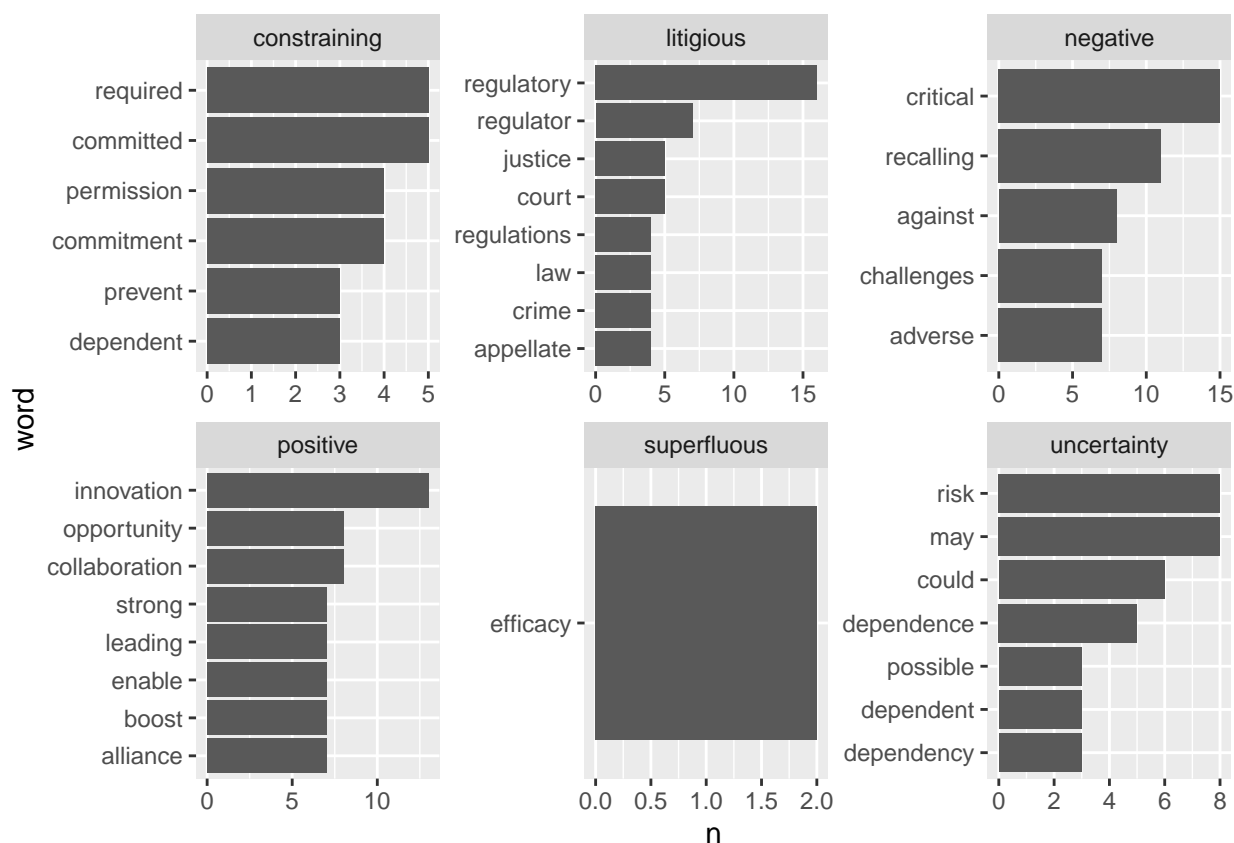 constraining
required
committed
permission
commitment
prevent
dependent
0 1 2 3 4 5
litigious
regulatory
regulator
justice
court
regulations
law
crime
appellate
0 5 10 15
negative
critical
recalling
against
challenges
adverse
0 5 10 15
word
positive
innovation
opportunity
collaboration
strong
leading
enable
boost
alliance
0 5 10
superfluous
efficacy
0.0 0.5 1.0 1.5 2.0
uncertainty
risk
may
could
dependence
possible
dependent
dependency
0 2 4 6 8
n